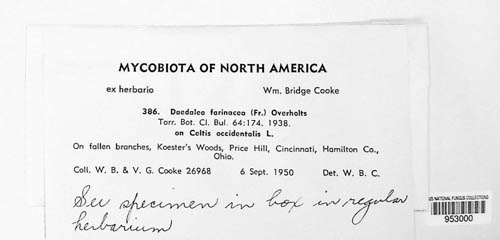 MYCOBIOTA OF NORTH AMERICA
ex herbario Wm. Bridge Cooke
386. Daedalea farinacea (Fr.) Overholts
Torr. Bot. Cl. Bul. 64:174. 1938.
on Celtis occidentalis L.
On fallen branches, Koester's Woods, Price Hill, Cincinnati, Hamilton Co.,
Ohio.
Coll. W. B. & V. G. Cooke 26968 6 Sept. 1950 Det. W. B. C.
See specimen in box in regular
herbarium
US NATIONAL FUNGUS COLLECTIONS
953000